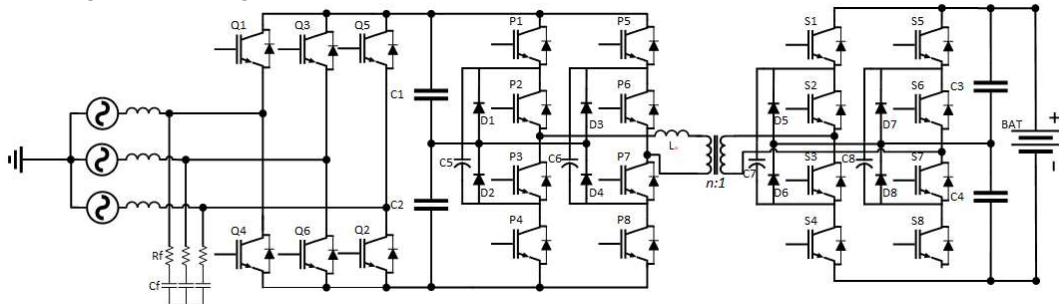 Q1 Q3 Q5 P1 P5 S1 S5
C1 P2 P6 S2 S6 C3
D1 D3 D5 D7 BAT +
C5 P3 C6 P7 L n:1 C7 S3 C8 S7
C2 D2 D4 D6 D8 C4 -
Q4 Q6 Q2 P4 P8 S4 S8
Rf
Cf